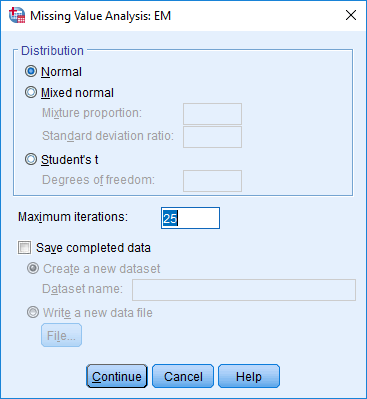 Missing Value Analysis: EM
Distribution
Normal
Mixed normal
Mixture proportion:
Standard deviation ratio:
Student's t
Degrees of freedom:
Maximum iterations: 25
Save completed data
Create a new dataset
Dataset name:
Write a new data file
File...
Continue Cancel Help